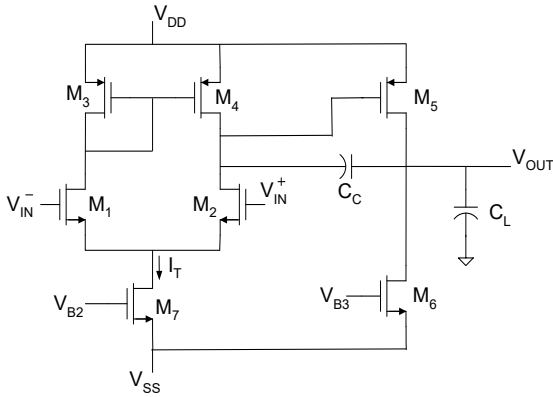 V_DD
M_3
M_4
M_5
V_IN^-
M_1
M_2
V_IN^+
C_C
V_OUT
C_L
I_T
V_B2
M_7
V_B3
M_6
V_SS